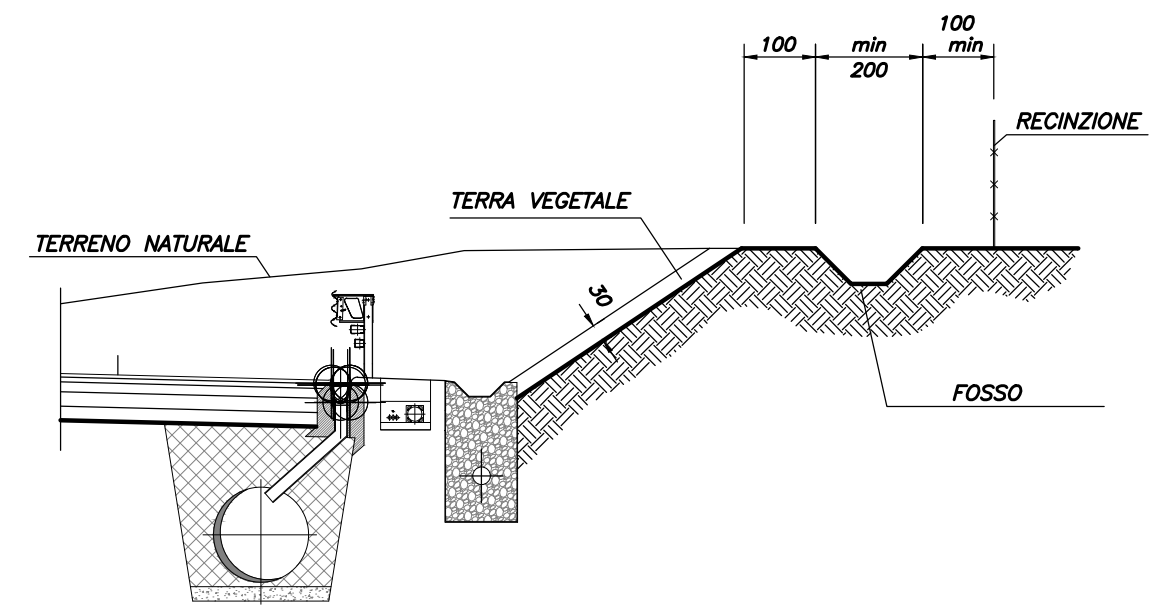 100
100 min min
200
RECINZIONE
TERRA VEGETALE
TERRENO NATURALE
30
FOSSO